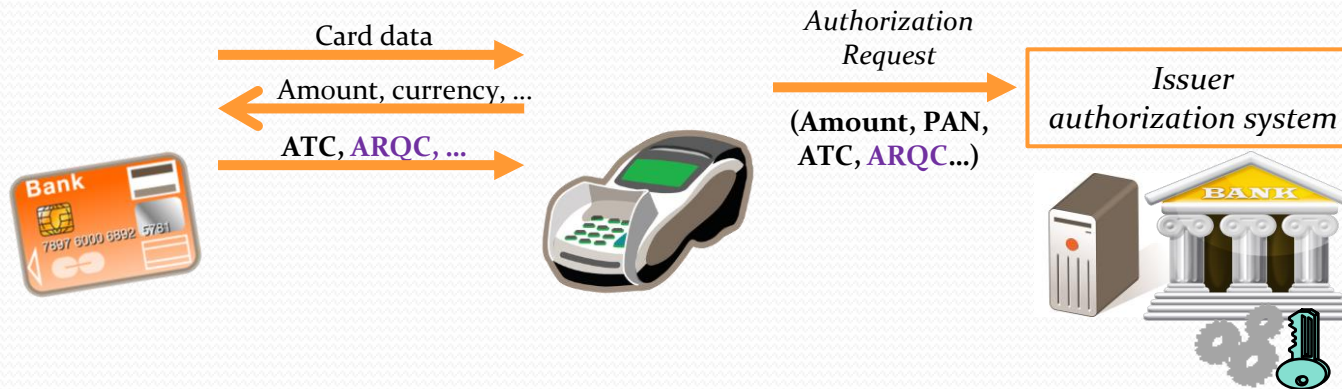 Card data
Amount, currency, ...
ATC, ARQC, ...
Bank
7897 6000 6892 5781
Authorization
Request
(Amount, PAN,
ATC, ARQC...)
Issuer
authorization system
BANK